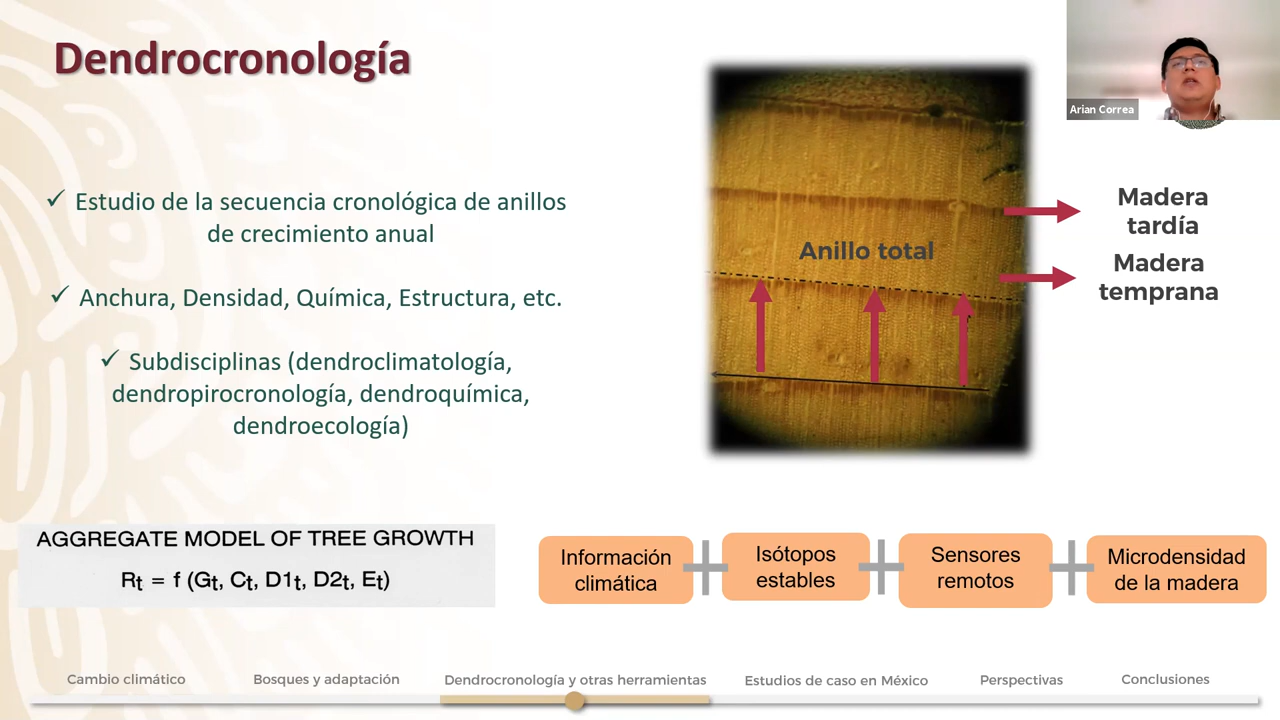 Dendrocronología
Arian Correa
✓ Estudio de la secuencia cronológica de anillos
de crecimiento anual
✓ Anchura, Densidad, Química, Estructura, etc.
✓ Subdisciplinas (dendroclimatología,
dendropirocronología, dendroquímica,
dendroecología)
Anillo total
Madera
tardía
Madera
temprana
AGGREGATE MODEL OF TREE GROWTH
Rt = f (Gt, Ct, D1t, D2t, Et)
Información
climática
Isótopos
estables
Sensores
remotos
Microdensidad
de la madera
Cambio climático
Bosques y adaptación
Dendrocronología y otras herramientas
Estudios de caso en México
Perspectivas
Conclusiones